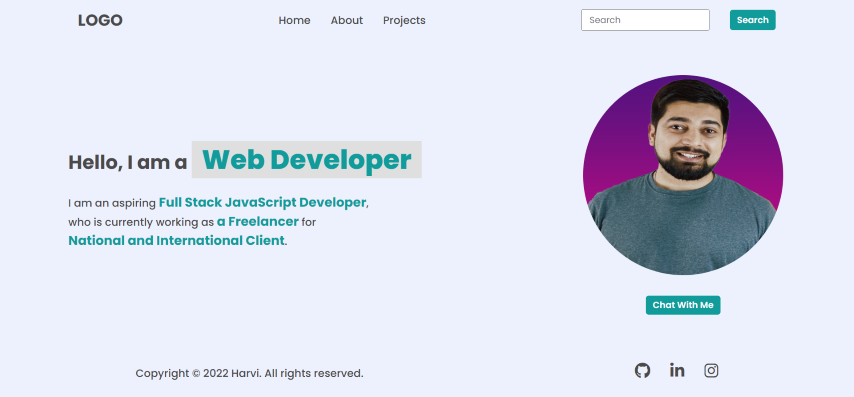 LOGO Home About Projects Search Search
Hello, I am a Web Developer
I am an aspiring Full Stack JavaScript Developer,
who is currently working as a Freelancer for
National and International Client.
Chat With Me
Copyright © 2022 Harvi. All rights reserved.